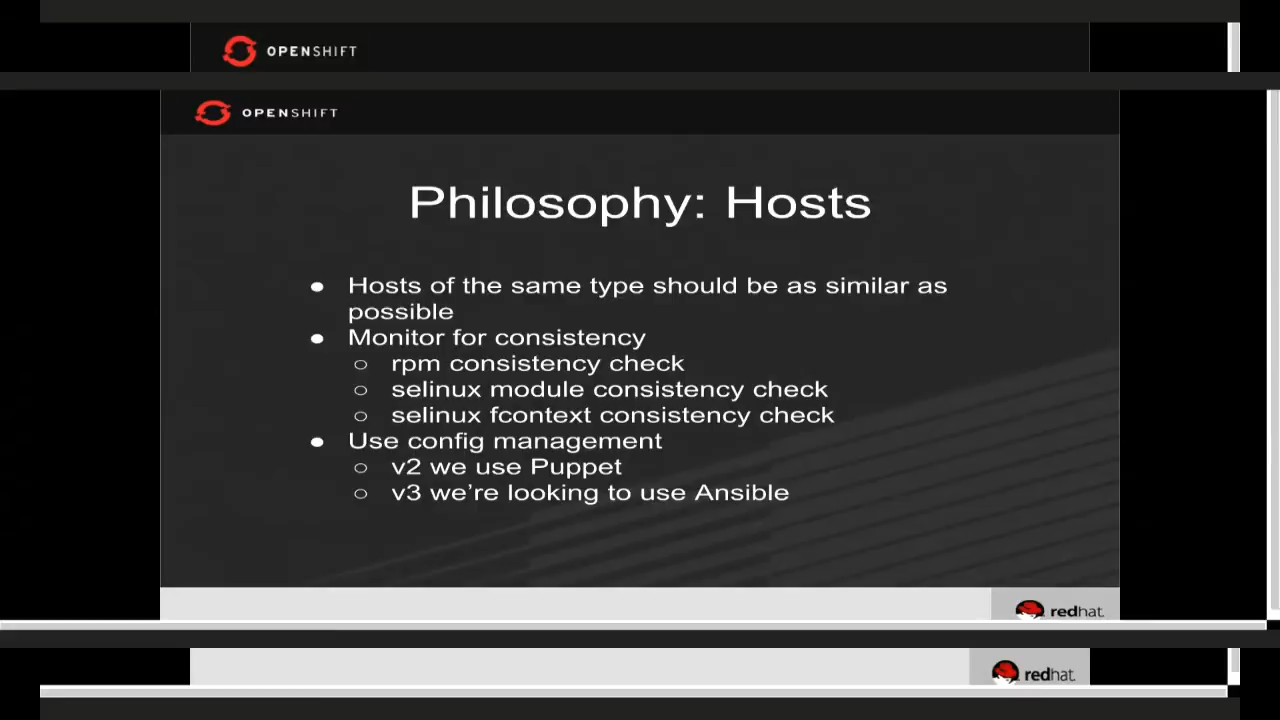 OPENSHIFT
OPENSHIFT
Philosophy: Hosts
● Hosts of the same type should be as similar as
possible
● Monitor for consistency
○ rpm consistency check
○ selinux module consistency check
○ selinux fcontext consistency check
● Use config management
○ v2 we use Puppet
○ v3 we’re looking to use Ansible
redhat.
redhat.